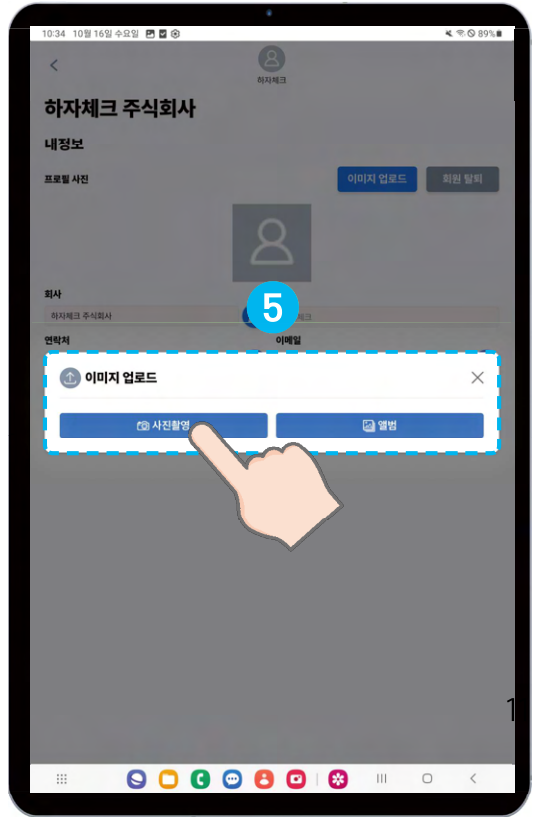 10:34 10월 16일 수요일
89%
하자체크
하자체크 주식회사
내정보
프로필 사진
이미지 업로드
회원 탈퇴
회사
하자체크 주식회사
5
체크
연락처
이메일
이미지 업로드
사진촬영
앨범
1